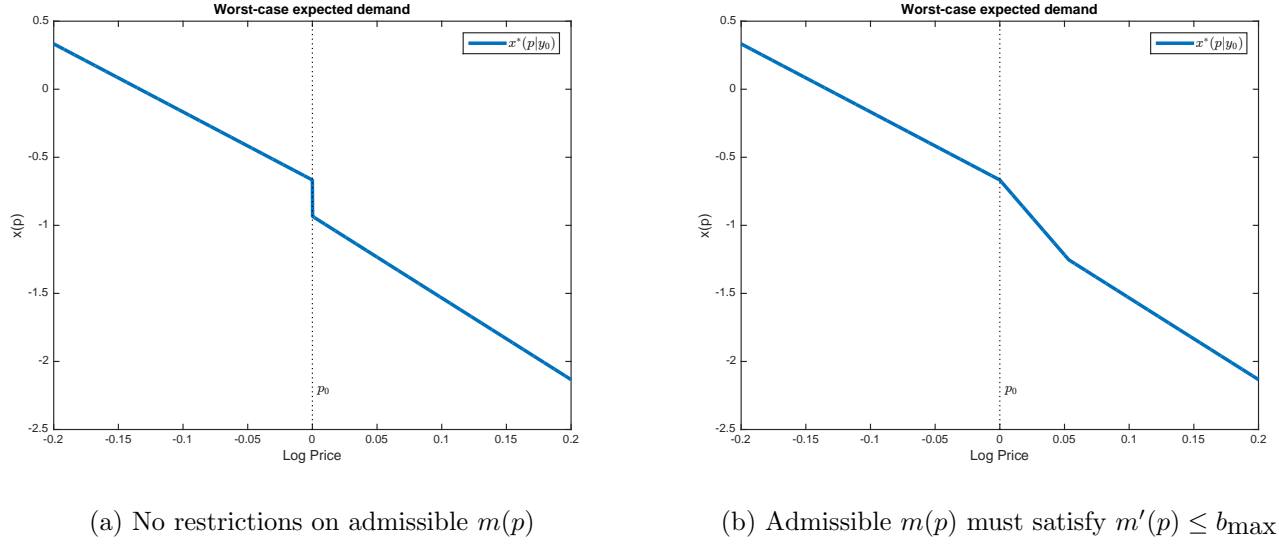 Worst-case expected demand
0.5
x*(p|y₀)
0
-0.5
x(p)
-1
-1.5
-2
p₀
-2.5
-0.2 -0.15 -0.1 -0.05 0 0.05 0.1 0.15 0.2
Log Price
(a) No restrictions on admissible m(p)
Worst-case expected demand
0.5
x*(p|y₀)
0
-0.5
x(p)
-1
-1.5
-2
p₀
-2.5
-0.2 -0.15 -0.1 -0.05 0 0.05 0.1 0.15 0.2
Log Price
(b) Admissible m(p) must satisfy m′(p) ≤ bmax